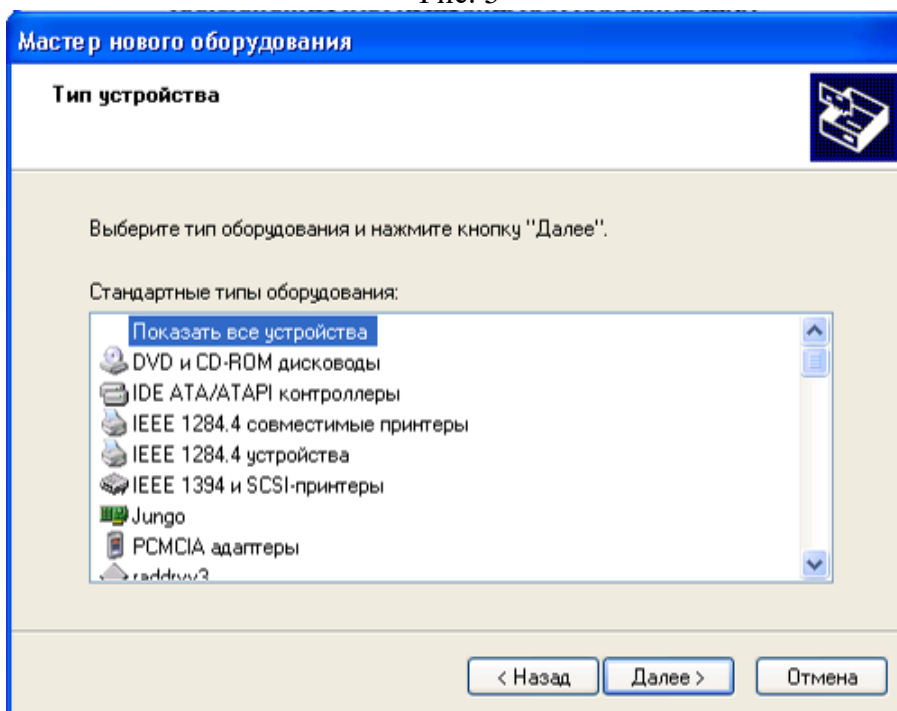 Мастер нового оборудования
Тип устройства
Выберите тип оборудования и нажмите кнопку "Далее".
Стандартные типы оборудования:
Показать все устройства
DVD и CD-ROM дисководы
IDE ATA/ATAPI контроллеры
IEEE 1284.4 совместимые принтеры
IEEE 1284.4 устройства
IEEE 1394 и SCSI-принтеры
Jungo
PCMCIA адаптеры
raddrvv3
< Назад Далее > Отмена